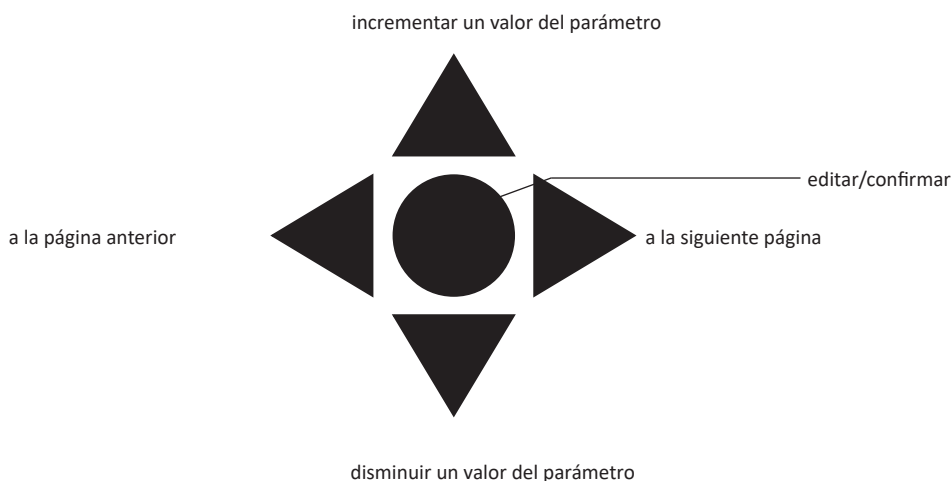 incrementar un valor del parámetro
editar/confirmar
a la página anterior
a la siguiente página
disminuir un valor del parámetro